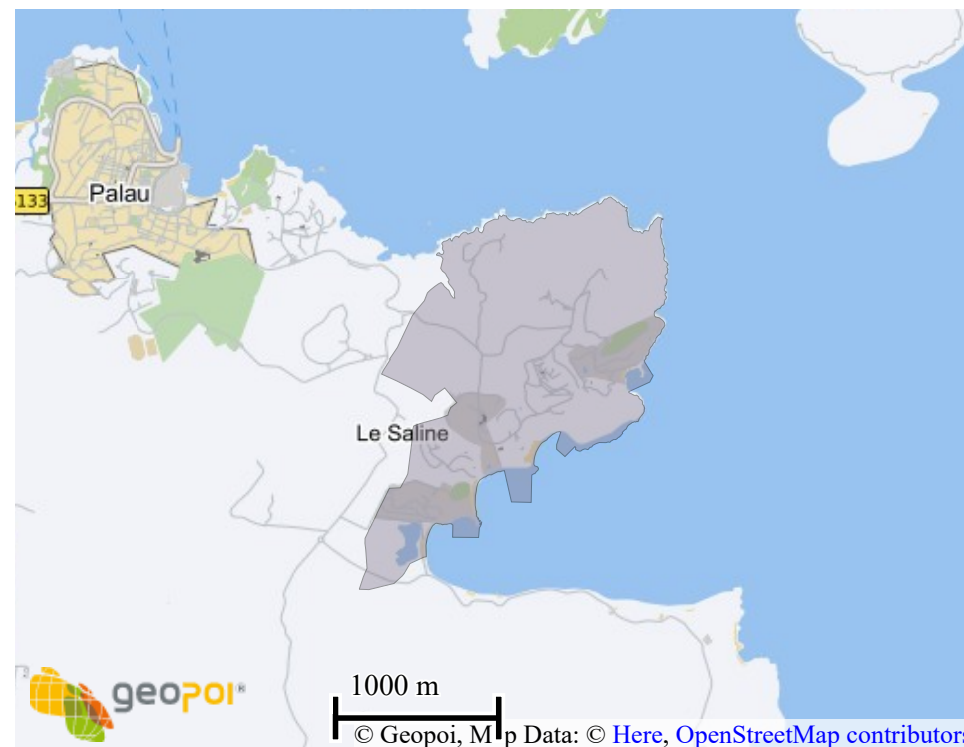 133
Palau
Le Saline
geopoi®
1000 m
© Geopoi, M p Data: © Here, OpenStreetMap contributors